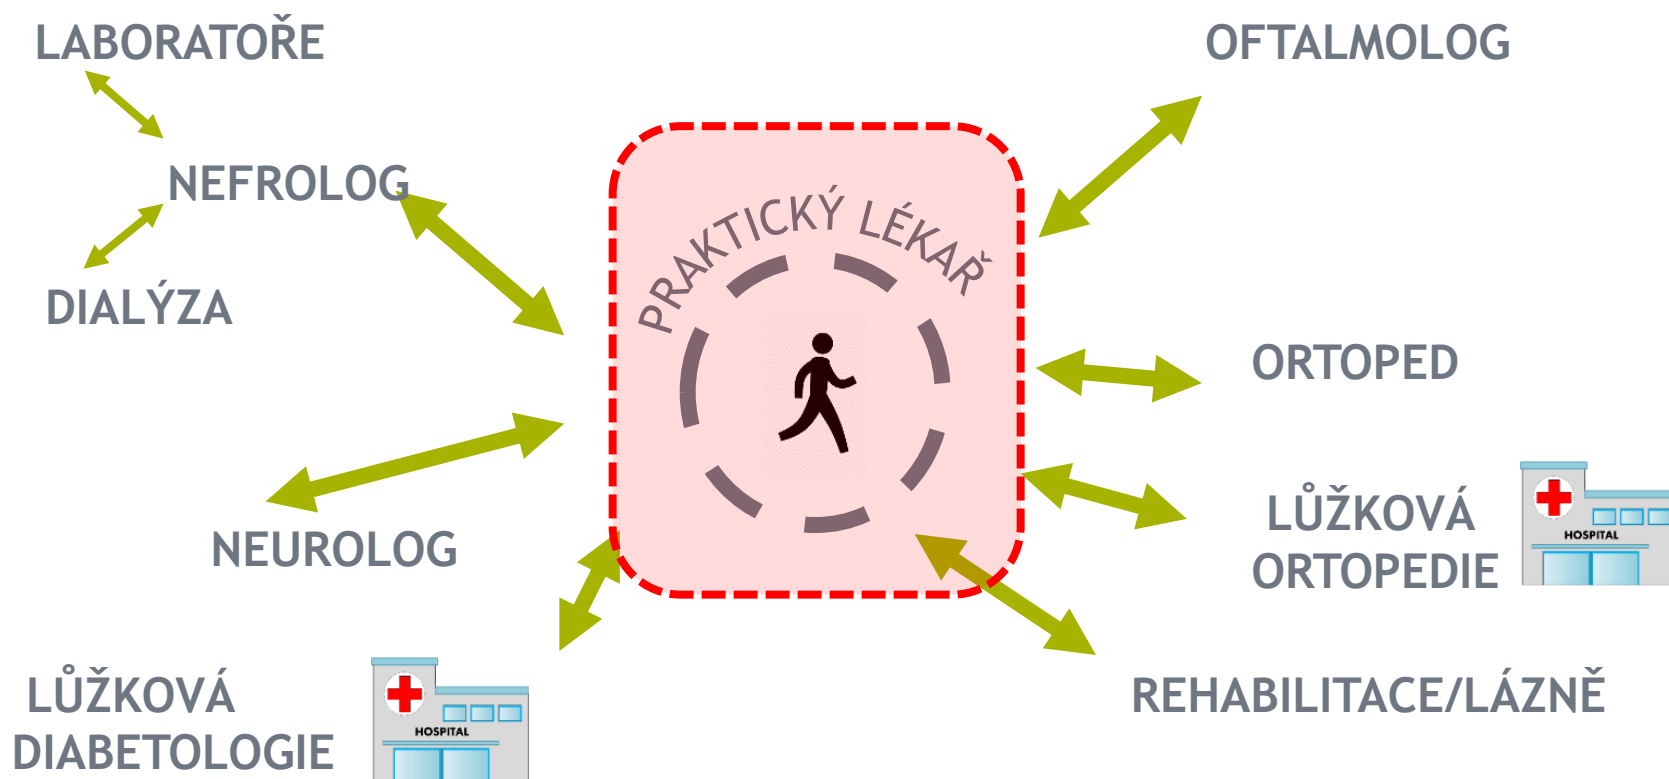 LABORATOŘE
OFTALMOLOG
NEFROLOG
PRAKTICKÝ LÉKAŘ
DIALÝZA
ORTOPED
NEUROLOG
LŮŽKOVÁ
ORTOPEDIE
HOSPITAL
LŮŽKOVÁ
DIABETOLOGIE
HOSPITAL
REHABILITACE/LÁZNĚ